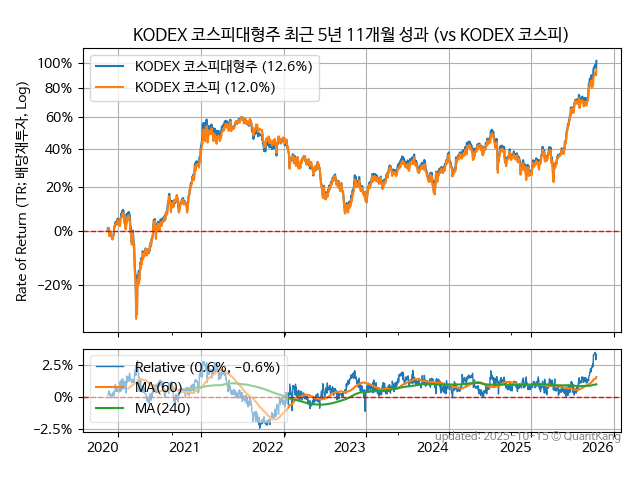 KODEX 코스피대형주 최근 5년 11개월 성과 (vs KODEX 코스피)
Rate of Return (TR: 배당재투자, Log)
100%
80%
60%
40%
20%
0%
−20%
KODEX 코스피대형주 (12.6%)
KODEX 코스피 (12.0%)
2.5%
0%
−2.5%
Relative (0.6%, −0.6%)
MA(60)
MA(240)
2020 2021 2022 2023 2024 2025 2026
updated: 2025-10-15 © QuantKang